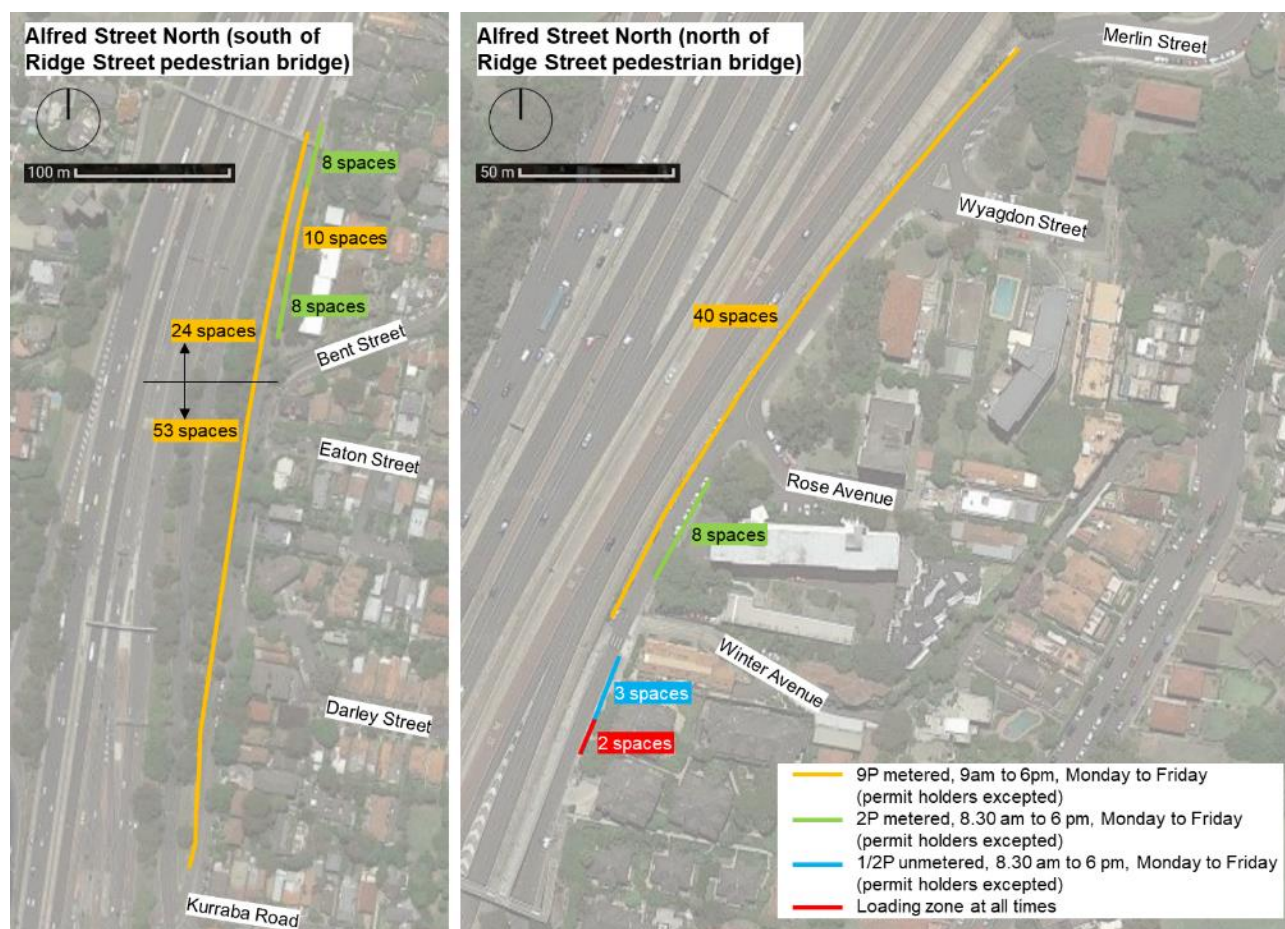 Alfred Street North (south of
Ridge Street pedestrian bridge)
100 m
8 spaces
10 spaces
8 spaces
24 spaces
Bent Street
53 spaces
Eaton Street
Darley Street
Kurraba Road
Alfred Street North (north of
Ridge Street pedestrian bridge)
50 m
Merlin Street
Wyagdon Street
40 spaces
Rose Avenue
8 spaces
Winter Avenue
3 spaces
2 spaces
9P metered, 9am to 6pm, Monday to Friday
(permit holders excepted)
2P metered, 8.30 am to 6 pm, Monday to Friday
(permit holders excepted)
1/2P unmetered, 8.30 am to 6 pm, Monday to Friday
(permit holders excepted)
Loading zone at all times